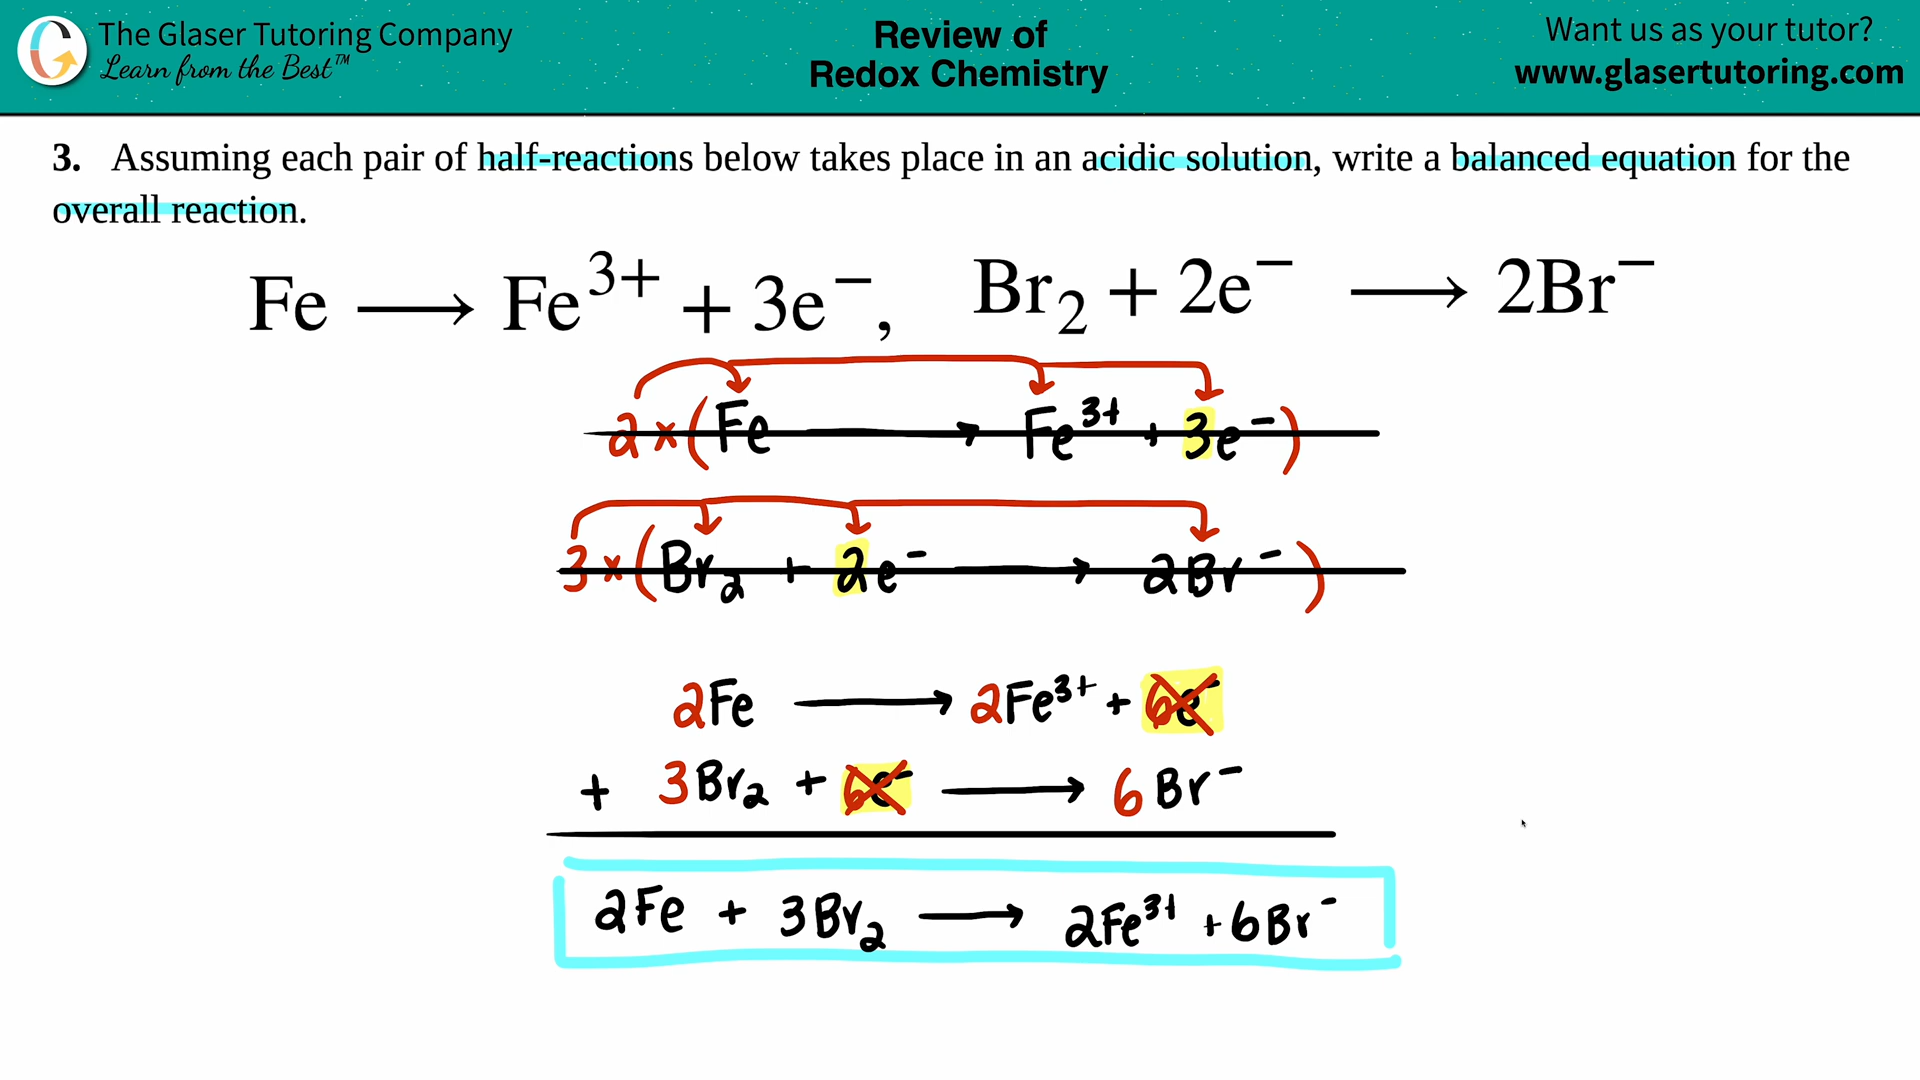 The Glaser Tutoring Company
Learn from the Best™
Review of
Redox Chemistry
Want us as your tutor?
www.glasertutoring.com
3. Assuming each pair of half-reactions below takes place in an acidic solution, write a balanced equation for the
overall reaction.
Fe ⟶ Fe³⁺ + 3e⁻, Br₂ + 2e⁻ ⟶ 2Br⁻
2 × (Fe ⟶ Fe³⁺ + 3e⁻)
3 × (Br₂ + 2e⁻ ⟶ 2Br⁻)
2Fe ⟶ 2Fe³⁺ + 6e⁻
+ 3Br₂ + 6e⁻ ⟶ 6Br⁻
2Fe + 3Br₂ ⟶ 2Fe³⁺ + 6Br⁻